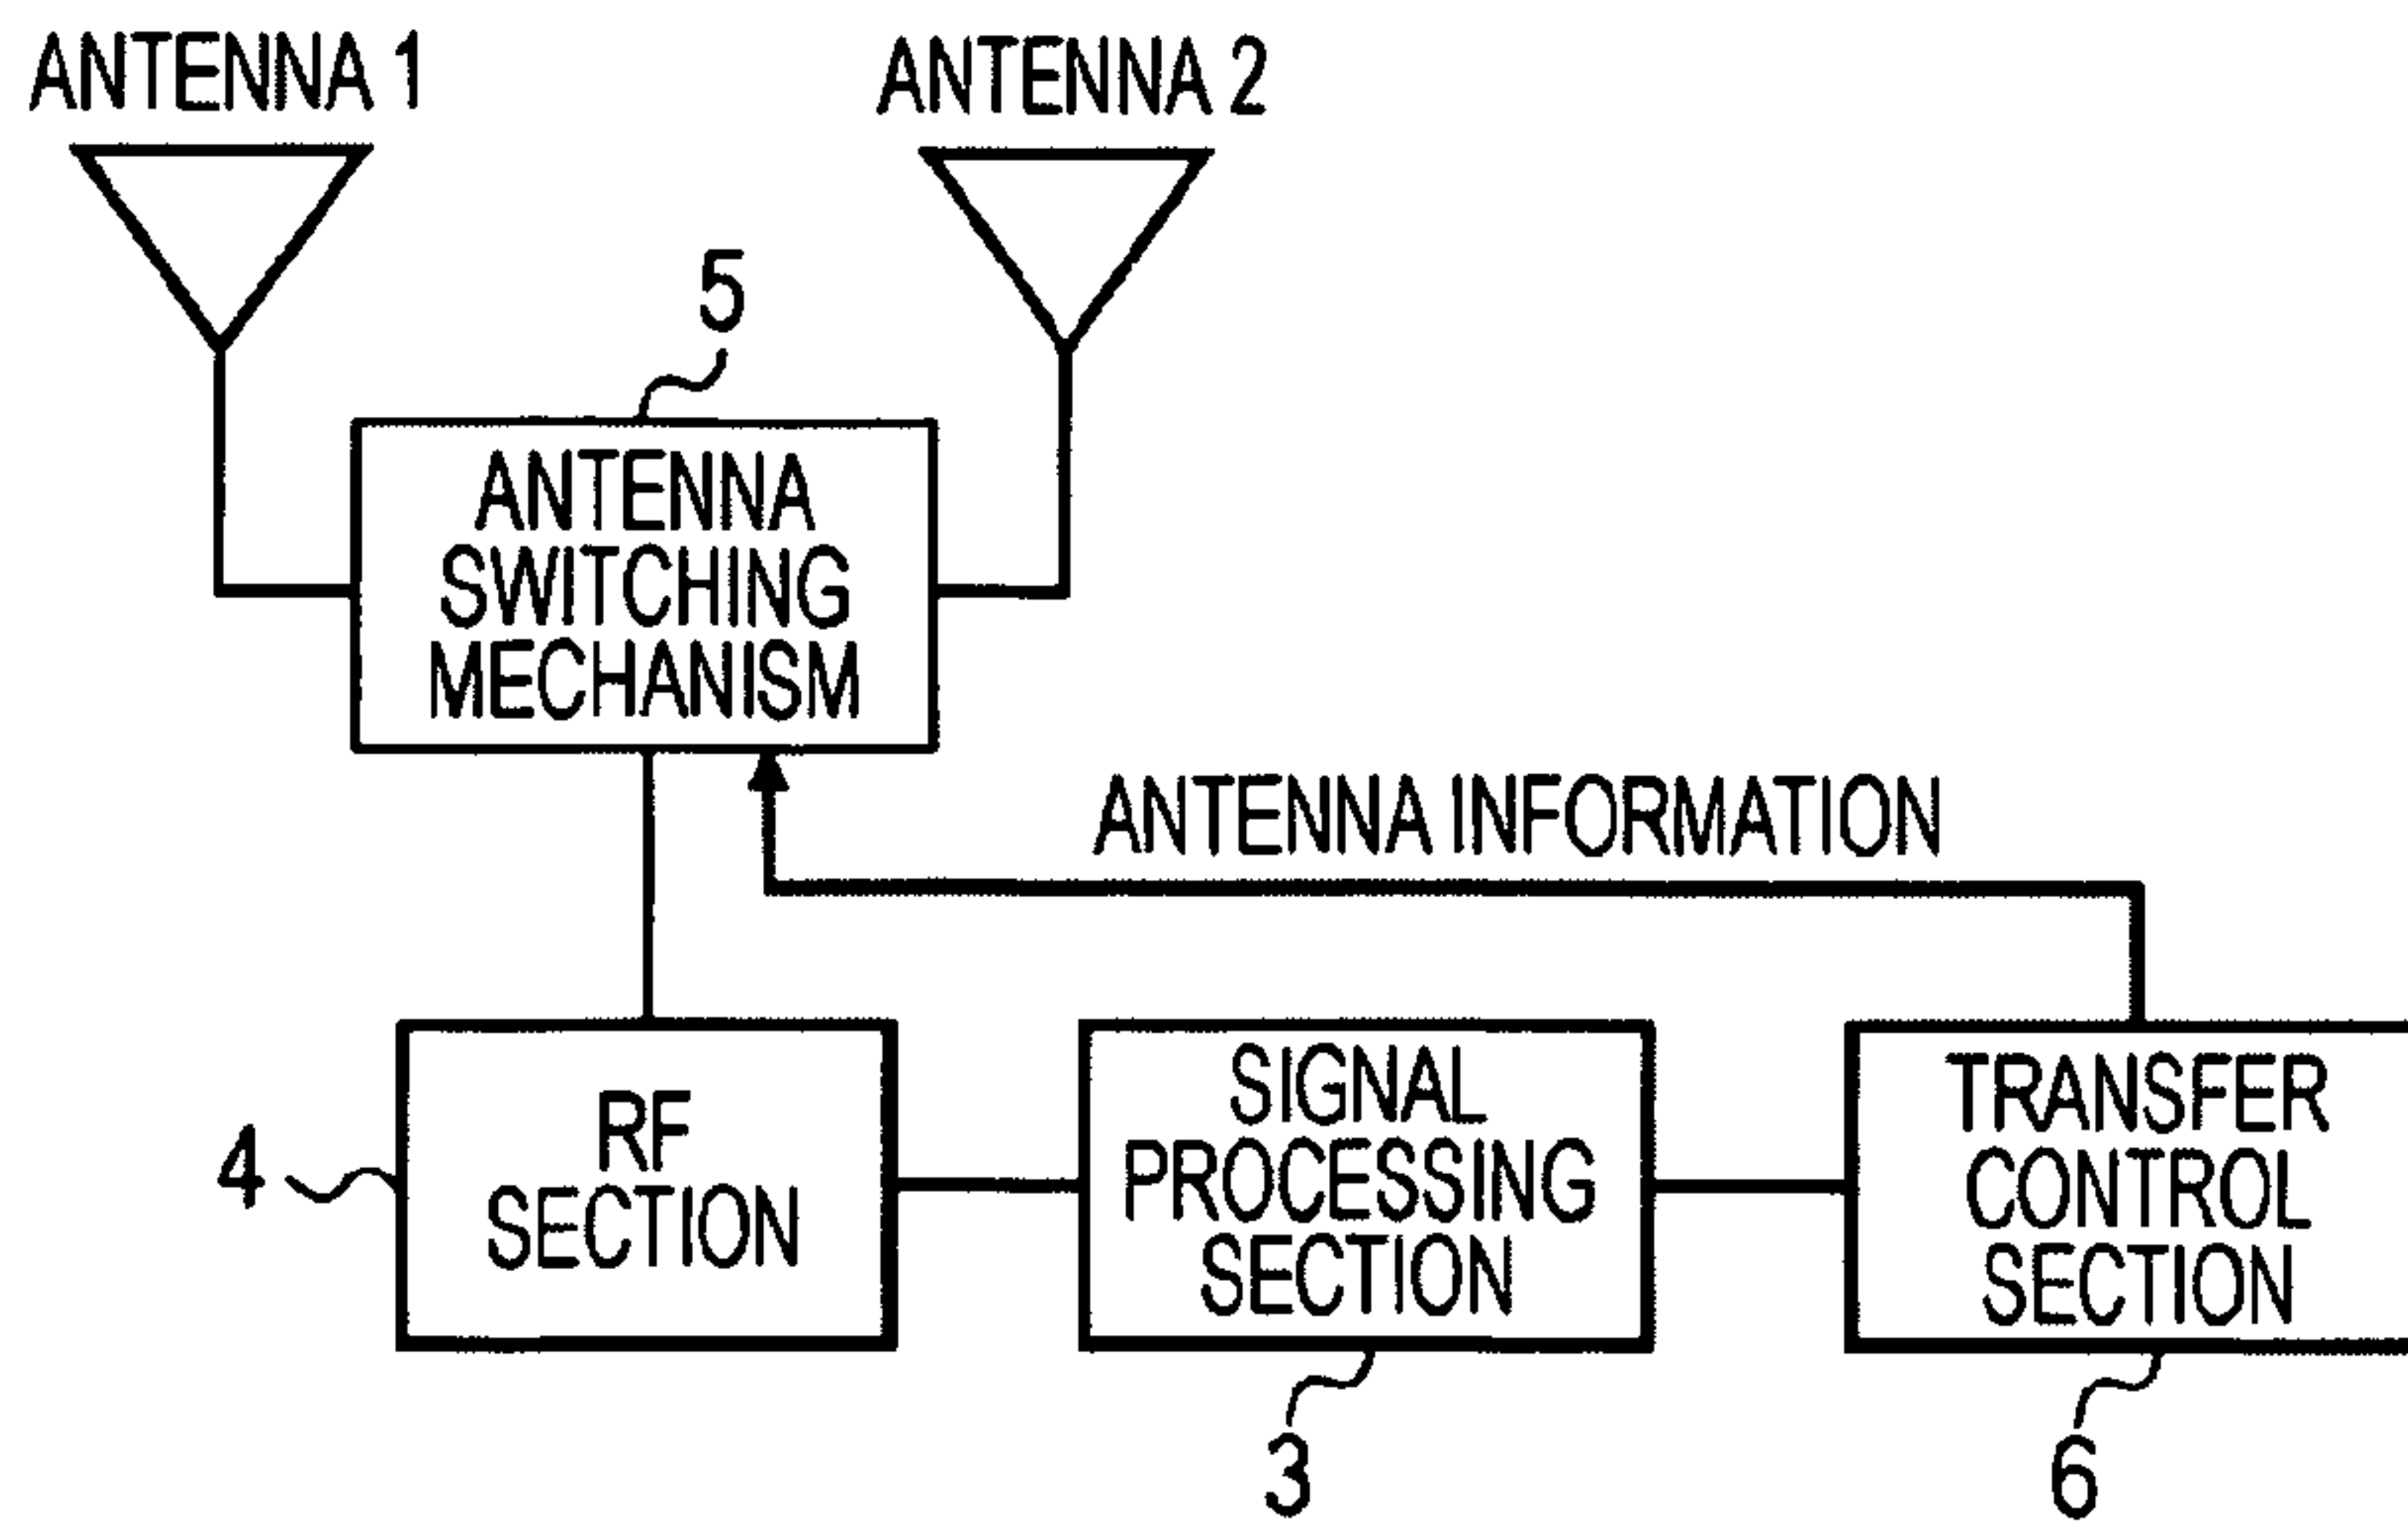 ANTENNA 1
ANTENNA 2
5
ANTENNA
SWITCHING
MECHANISM
ANTENNA INFORMATION
4
RF
SECTION
SIGNAL
PROCESSING
SECTION
TRANSFER
CONTROL
SECTION
3
6